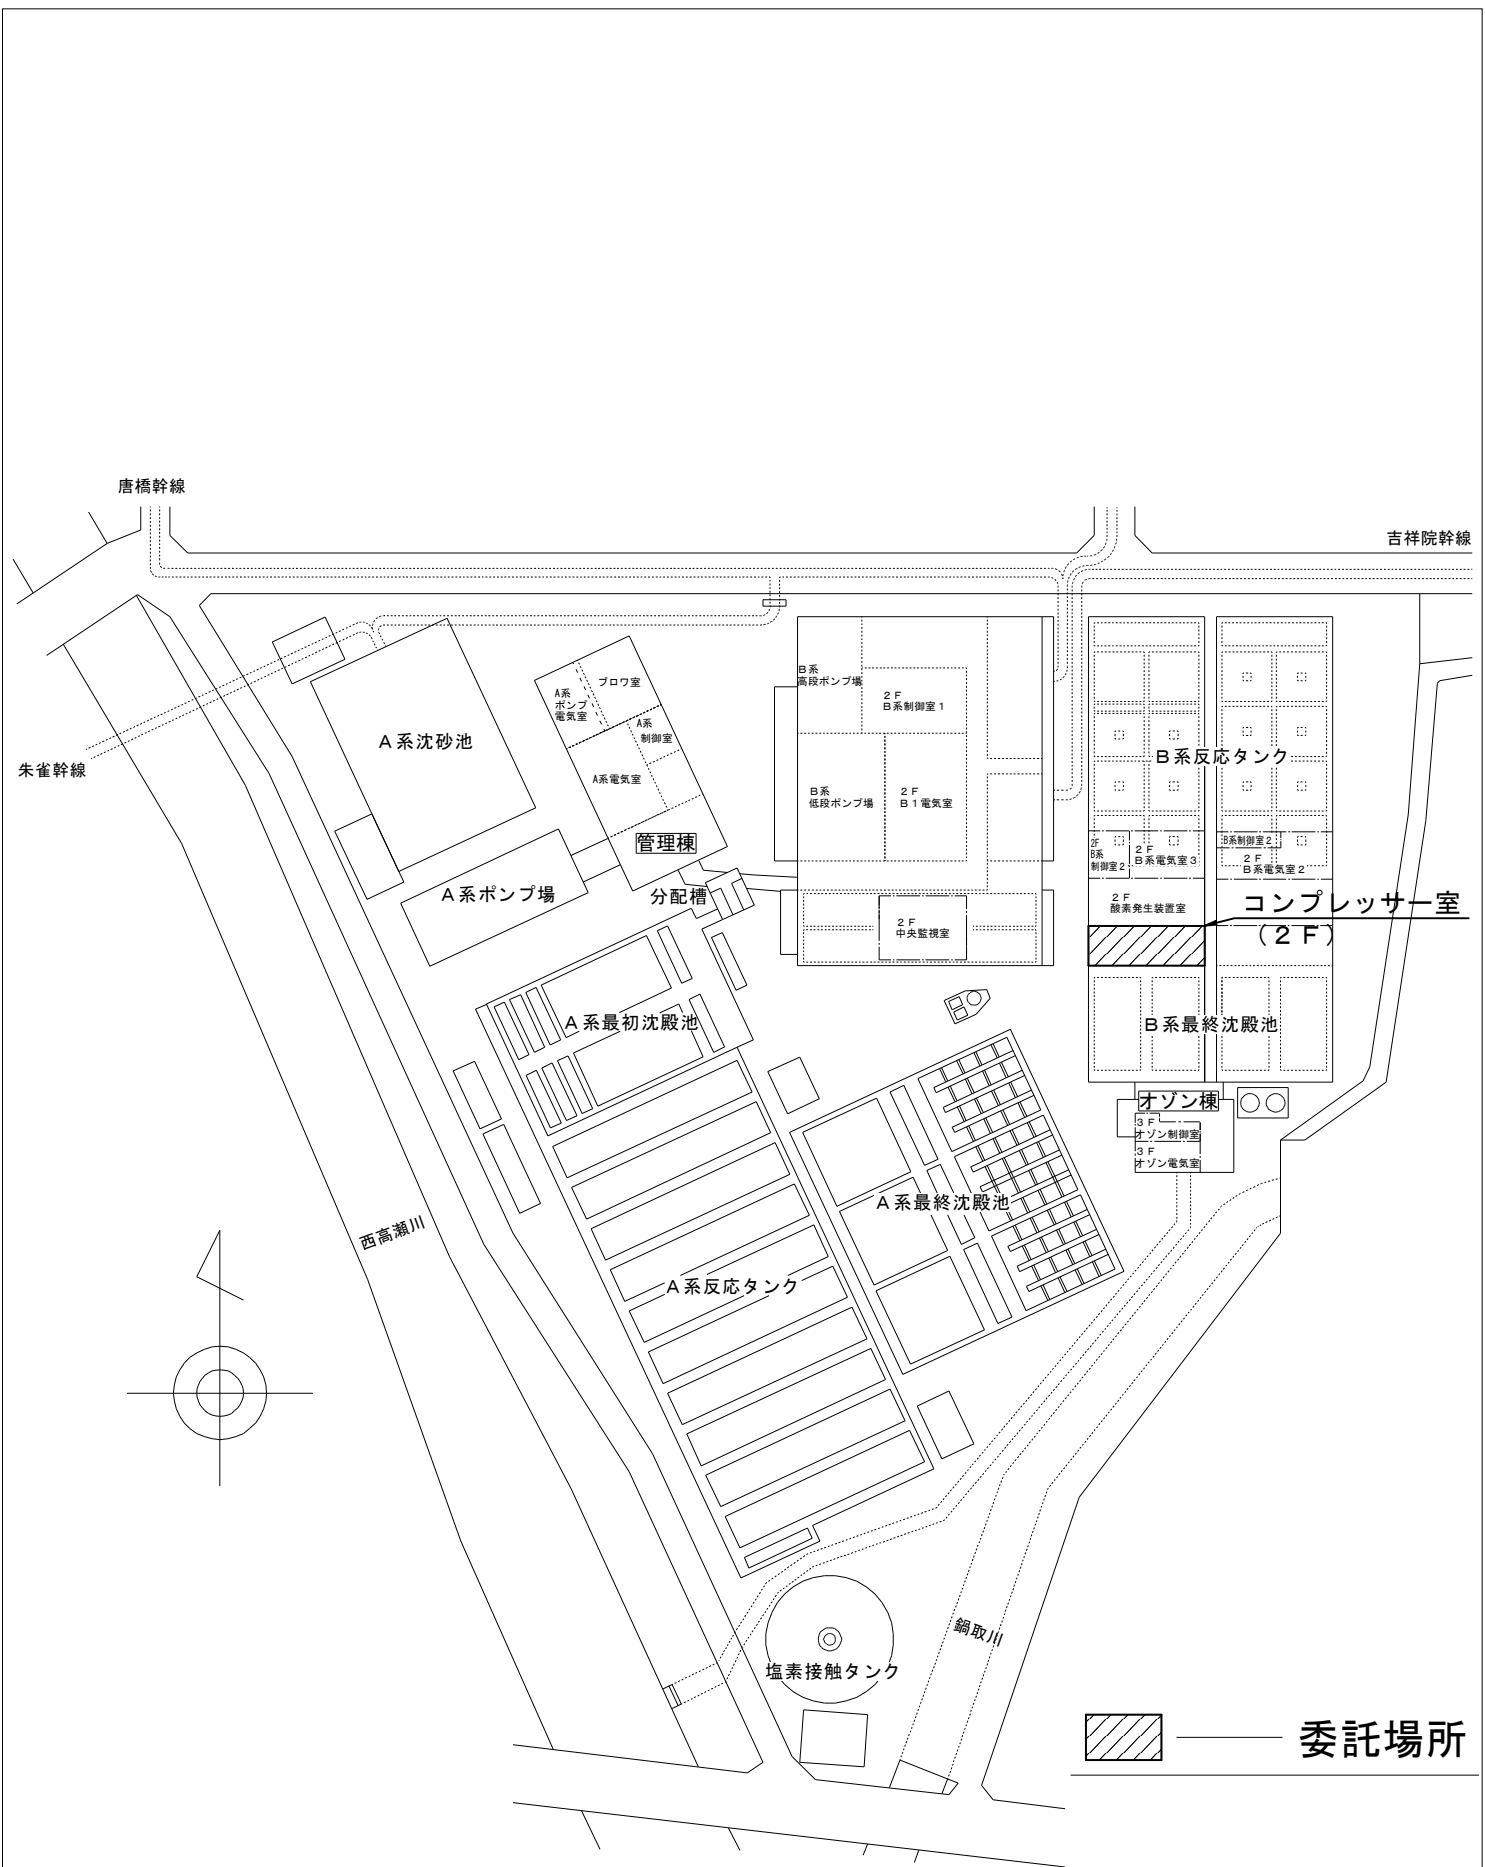 唐橋幹線
吉祥院幹線
朱雀幹線
A系沈砂池
A系
ポンプ
電気室
ブロワ室
A系
制御室
A系電気室
管理棟
A系ポンプ場
分配槽
B系
高段ポンプ場
2F
B系制御室1
B系
低段ポンプ場
2F
B1電気室
2F
中央監視室
B系反応タンク
2F
B系
制御室2
2F
B系電気室3
B系制御室2
2F
B系電気室2
2F
酸素発生装置室
コンプレッサー室
(2F)
B系最終沈殿池
オゾン棟
3F
オゾン制御室
3F
オゾン電気室
A系最初沈殿池
A系最終沈殿池
A系反応タンク
西高瀬川
鍋取川
塩素接触タンク
委託場所